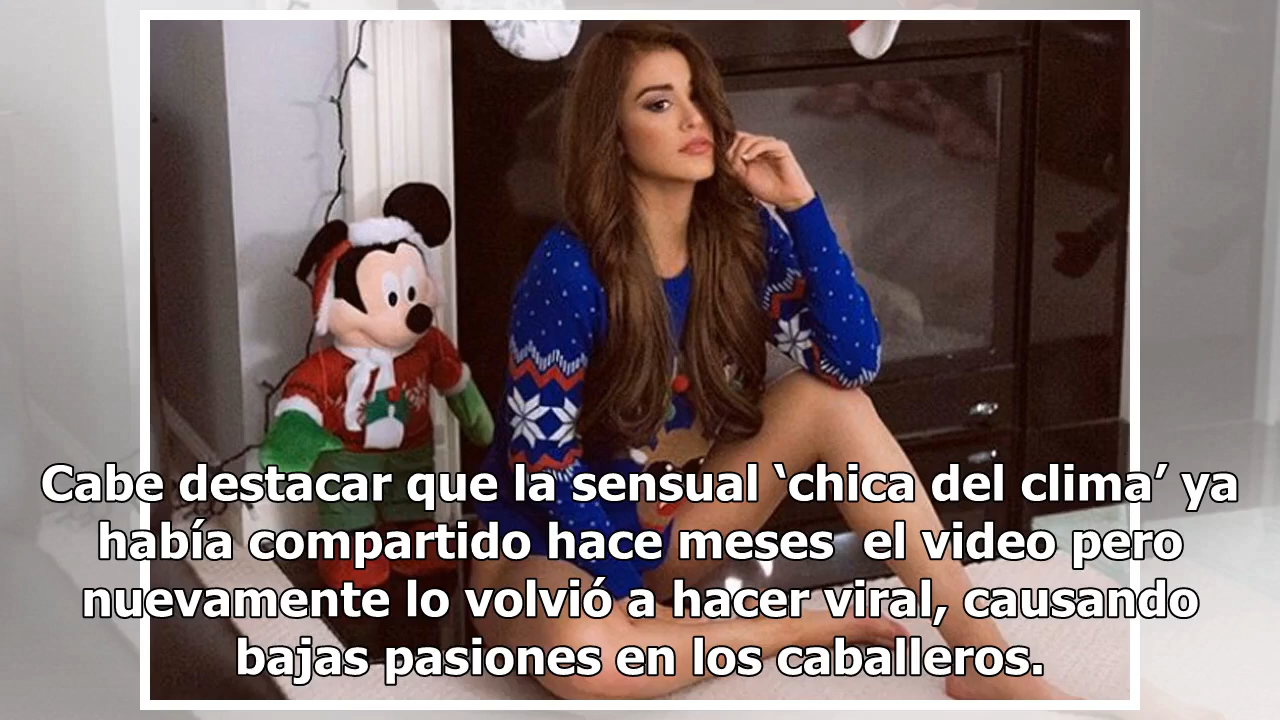 Cabe destacar que la sensual ‘chica del clima’ ya
había compartido hace meses  el video pero
nuevamente lo volvió a hacer viral, causando
bajas pasiones en los caballeros.